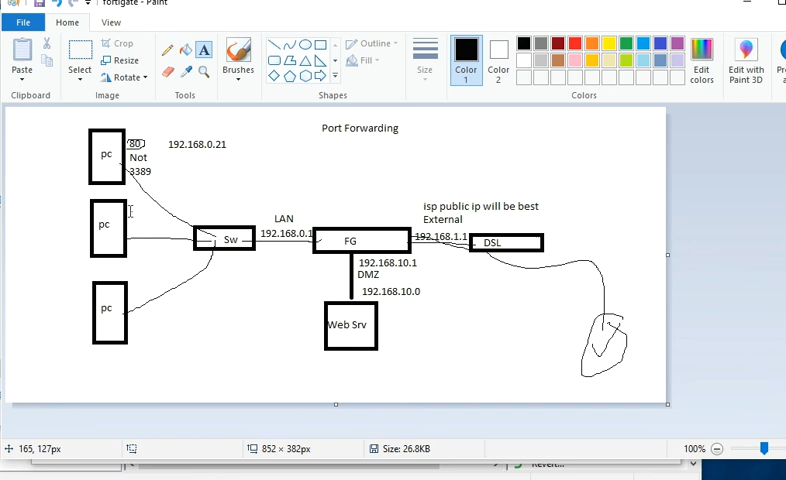 fortigate - Paint
File
Home
View
Paste
Clipboard
Select
Crop
Resize
Rotate
Image
A
Tools
Brushes
Outline
Fill
Shapes
Size
Color
1
Color
2
Edit
colors
Colors
Edit with
Paint 3D
Port Forwarding
pc
80
Not
3389
192.168.0.21
pc
pc
Sw
LAN
192.168.0.1
FG
isp public ip will be best
External
192.168.1.1
DSL
192.168.10.1
DMZ
192.168.10.0
Web Srv
165, 127px
852 × 382px
Size: 26.8KB
100%
Revert...